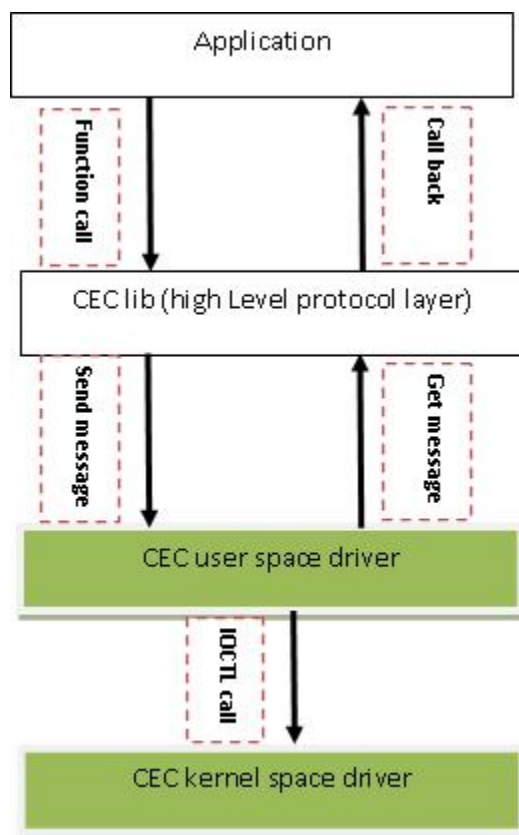 Application
Function call
Call back
CEC lib (high Level protocol layer)
Send message
Get message
CEC user space driver
IOCTL call
CEC kernel space driver